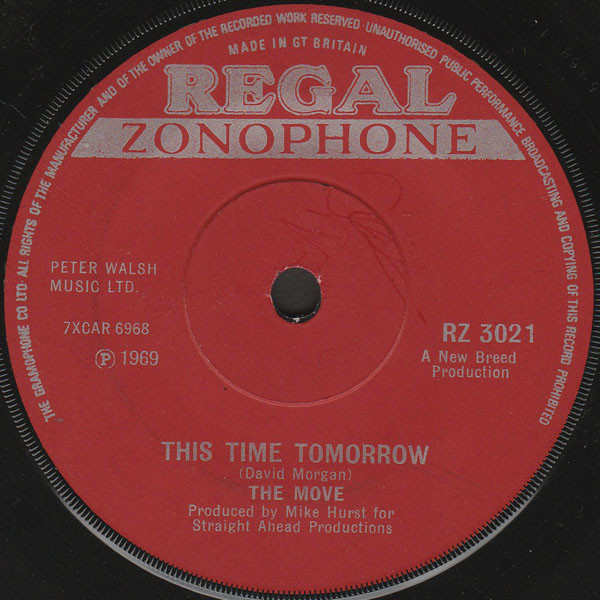 THE GRAMOPHONE CO LTD·ALL RIGHTS OF THE MANUFACTURER AND OF THE OWNER OF THE RECORDED WORK RESERVED·UNAUTHORISED PUBLIC PERFORMANCE BROADCASTING AND COPYING OF THIS RECORD PROHIBITED
MADE IN GT BRITAIN
REGAL
ZONOPHONE
PETER WALSH
MUSIC LTD.
7XCAR 6968
Ⓟ 1969
RZ 3021
A New Breed
Production
THIS TIME TOMORROW
(David Morgan)
THE MOVE
Produced by Mike Hurst for
Straight Ahead Productions